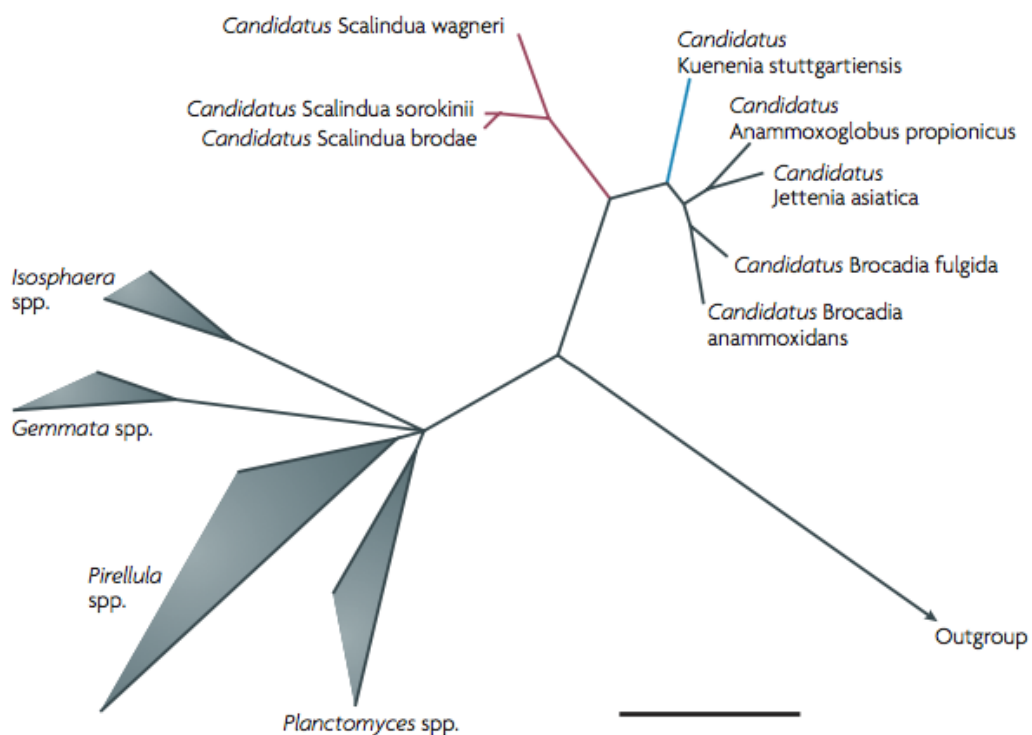 Candidatus Scalindua wagneri
Candidatus
Kuenenia stuttgartiensis
Candidatus Scalindua sorokinii
Candidatus Scalindua brodae
Candidatus
Anammoxoglobus propionicus
Candidatus
Jettenia asiatica
Candidatus Brocadia fulgida
Candidatus Brocadia
anammoxidans
Isosphaera
spp.
Gemmata spp.
Pirellula
spp.
Planctomyces spp.
Outgroup